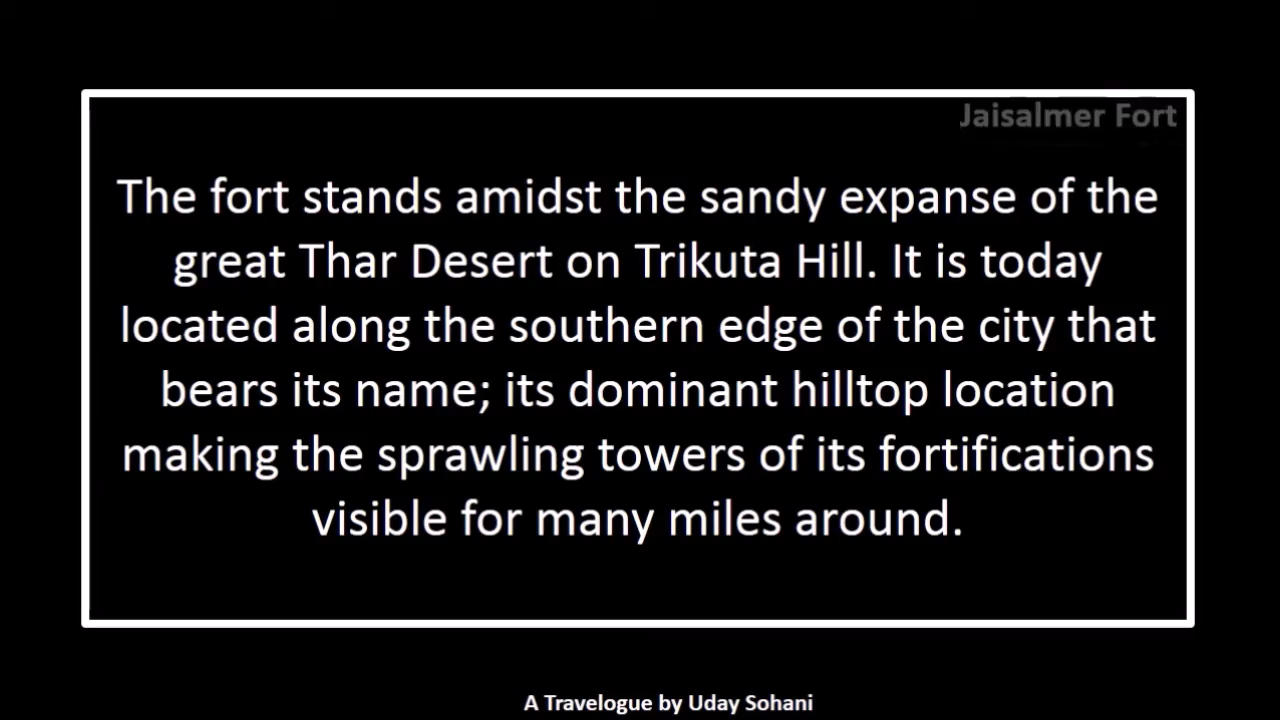 Jaisalmer Fort
The fort stands amidst the sandy expanse of the
great Thar Desert on Trikuta Hill. It is today
located along the southern edge of the city that
bears its name; its dominant hilltop location
making the sprawling towers of its fortifications
visible for many miles around.
A Travelogue by Uday Sohani